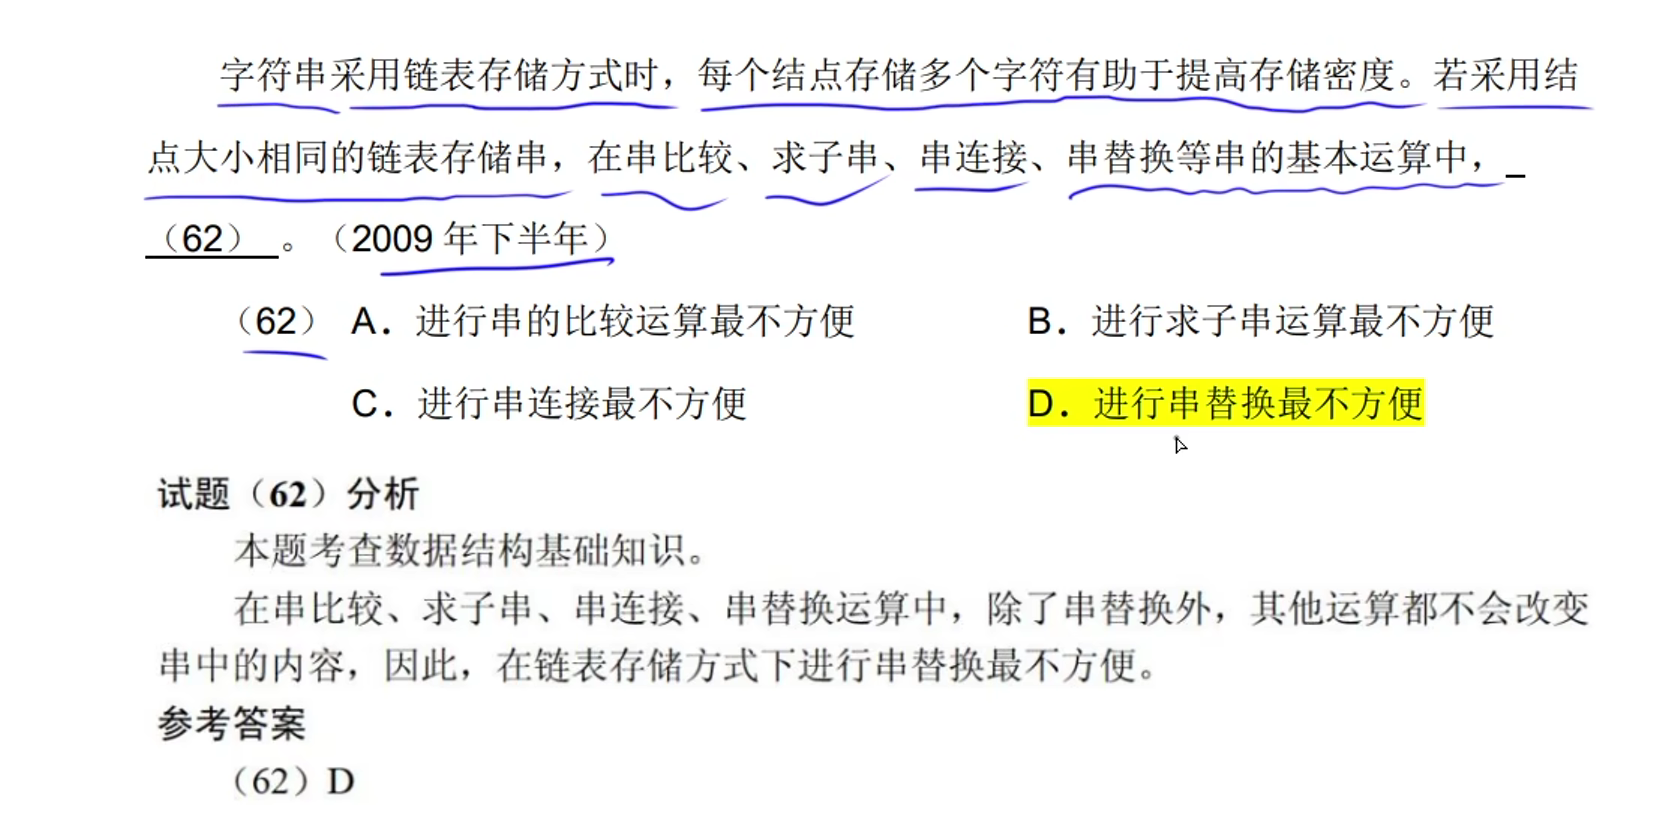 字符串采用链表存储方式时，每个结点存储多个字符有助于提高存储密度。若采用结
点大小相同的链表存储串，在串比较、求子串、串连接、串替换等串的基本运算中，_
（62） 。（2009 年下半年）
（62） A．进行串的比较运算最不方便 B．进行求子串运算最不方便
C．进行串连接最不方便 D．进行串替换最不方便
试题（62）分析
本题考查数据结构基础知识。
在串比较、求子串、串连接、串替换运算中，除了串替换外，其他运算都不会改变
串中的内容，因此，在链表存储方式下进行串替换最不方便。
参考答案
（62）D